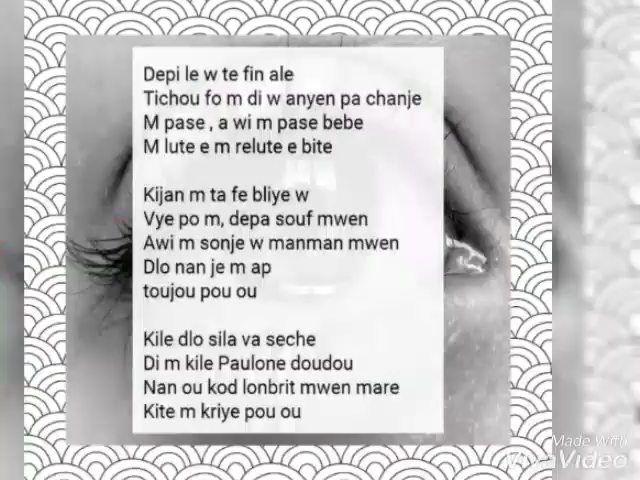 Depi le w te fin ale
Tichou fo m di w anyen pa chanje
M pase , a wi m pase bebe
M lute e m relute e bite
Kijan m ta fe bliye w
Vye po m, depa souf mwen
Awi m sonje w manman mwen
Dlo nan je m ap
toujou pou ou
Kile dlo sila va seche
Di m kile Paulone doudou
Nan ou kod lonbrit mwen mare
Kite m kriye pou ou
Made With
VivaVideo